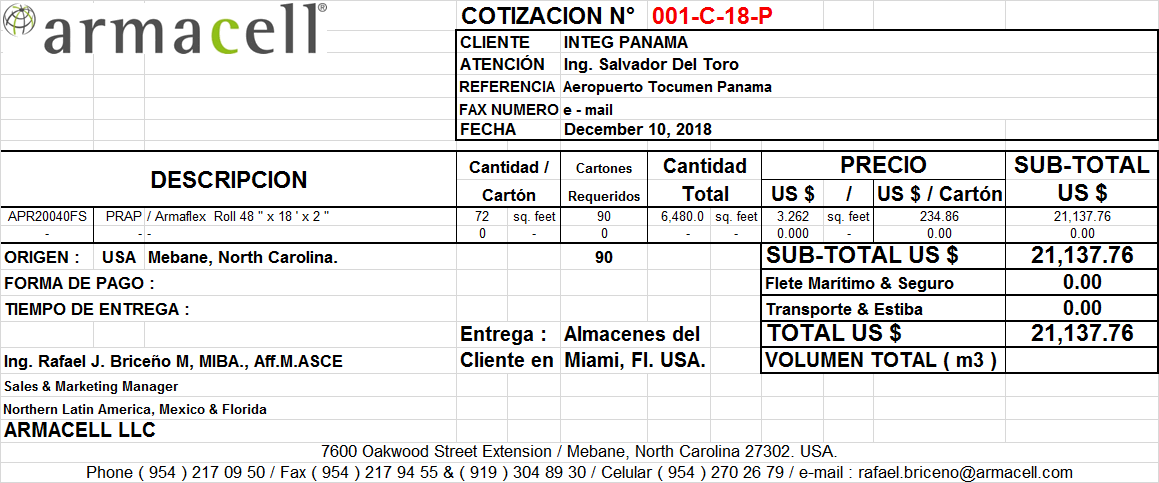 armacell®
COTIZACION N° 001-C-18-P
CLIENTE INTEG PANAMA
ATENCIÓN Ing. Salvador Del Toro
REFERENCIA Aeropuerto Tocumen Panama
FAX NUMERO e - mail
FECHA December 10, 2018
DESCRIPCION Cantidad / Cartón Cartones Requeridos Cantidad Total PRECIO US $ / US $ / Cartón SUB-TOTAL US $
APR20040FS PRAP / Armaflex Roll 48 " x 18 ' x 2 " 72 sq. feet 90 6,480.0 sq. feet 3.262 sq. feet 234.86 21,137.76
- - - 0 - 0 0.0 - 0.000 - 0.00 0.00
ORIGEN : USA Mebane, North Carolina. 90 SUB-TOTAL US $ 21,137.76
FORMA DE PAGO : Flete Marítimo & Seguro 0.00
TIEMPO DE ENTREGA : Transporte & Estiba 0.00
Entrega : Almacenes del TOTAL US $ 21,137.76
Ing. Rafael J. Briceño M, MIBA., Aff.M.ASCE Cliente en Miami, Fl. USA. VOLUMEN TOTAL ( m3 )
Sales & Marketing Manager
Northern Latin America, Mexico & Florida
ARMACELL LLC
7600 Oakwood Street Extension / Mebane, North Carolina 27302. USA.
Phone ( 954 ) 217 09 50 / Fax ( 954 ) 217 94 55 & ( 919 ) 304 89 30 / Celular ( 954 ) 270 26 79 / e-mail : rafael.briceno@armacell.com